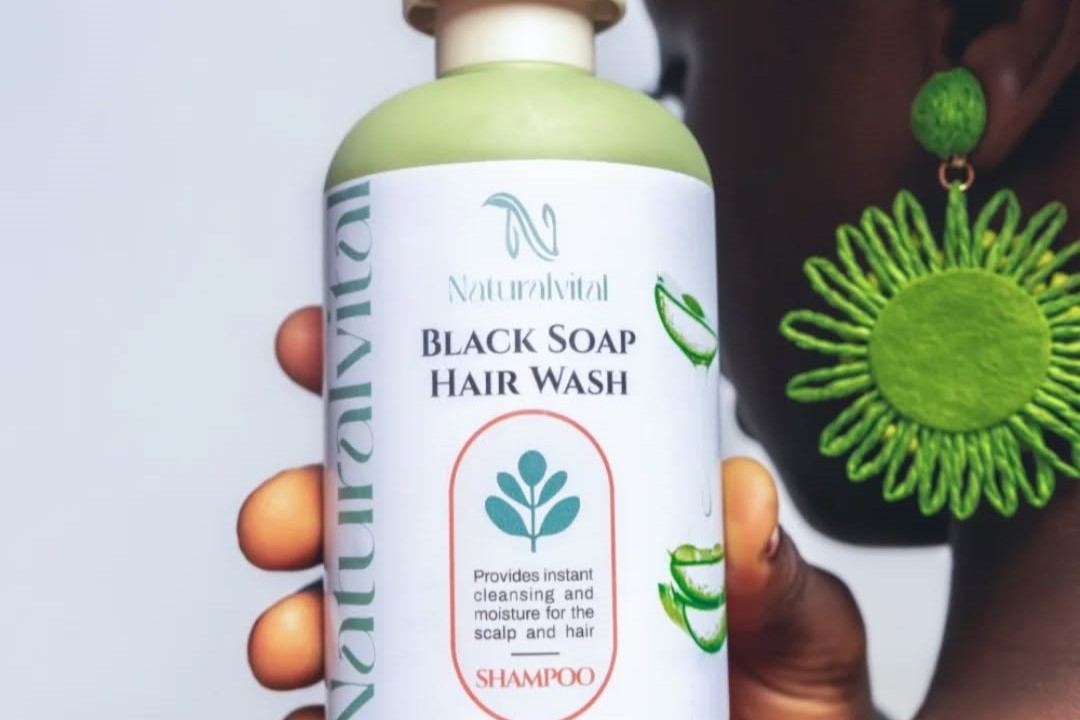 Naturalvital
Naturalvital
BLACK SOAP
HAIR WASH
Provides instant
cleansing and
moisture for the
scalp and hair
SHAMPOO